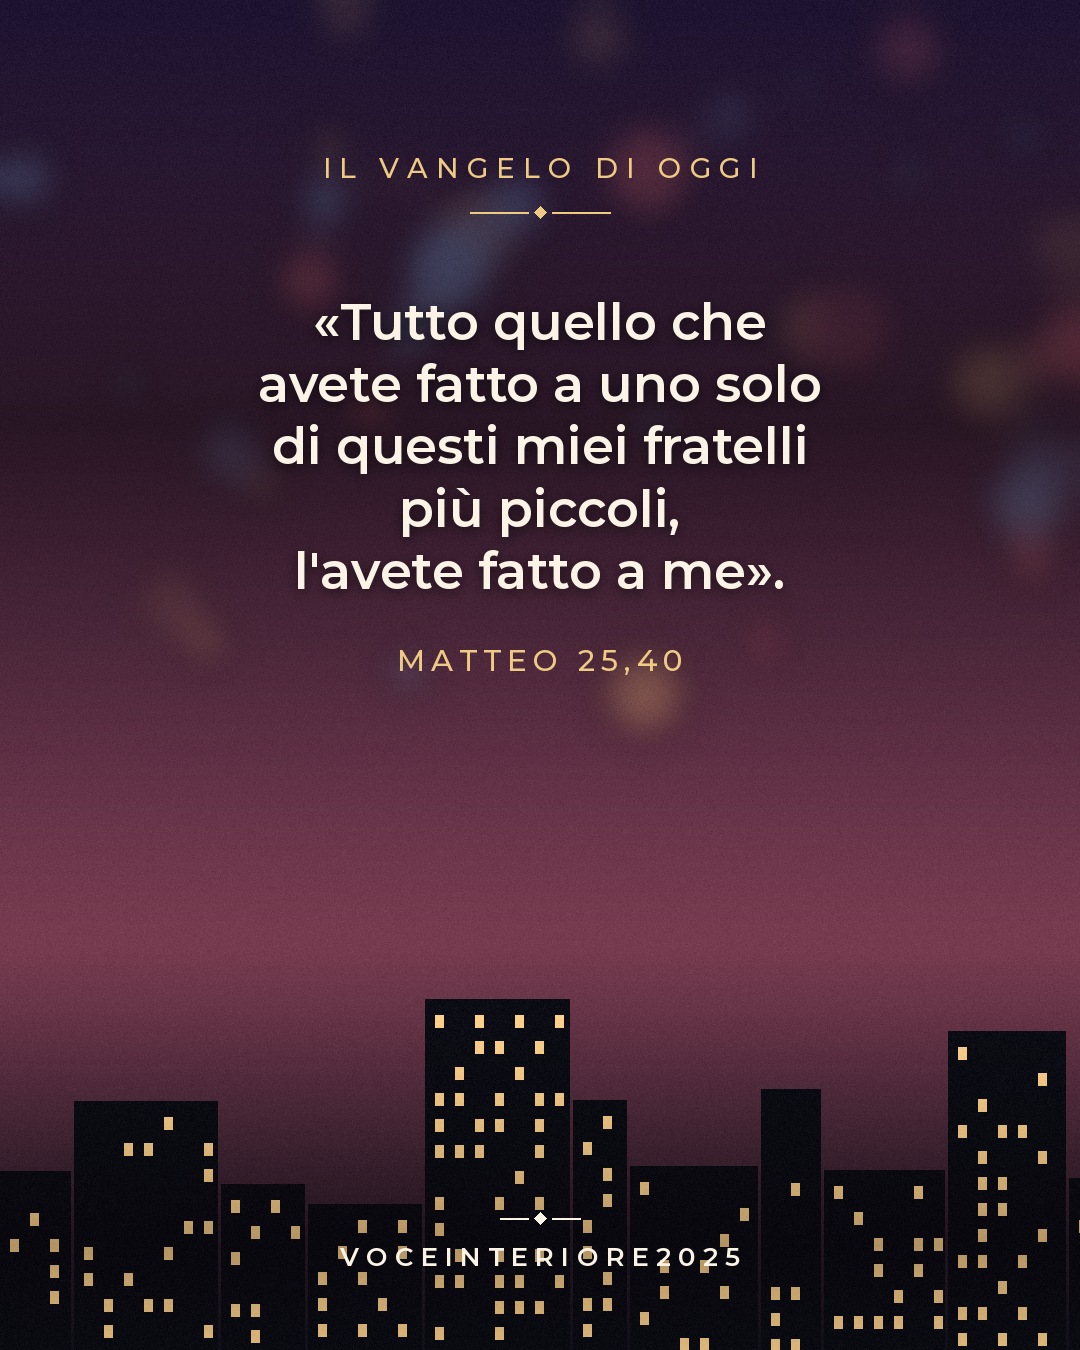 IL VANGELO DI OGGI
«Tutto quello che
avete fatto a uno solo
di questi miei fratelli
più piccoli,
l'avete fatto a me».
MATTEO 25,40
VOCEINTERIORE2025